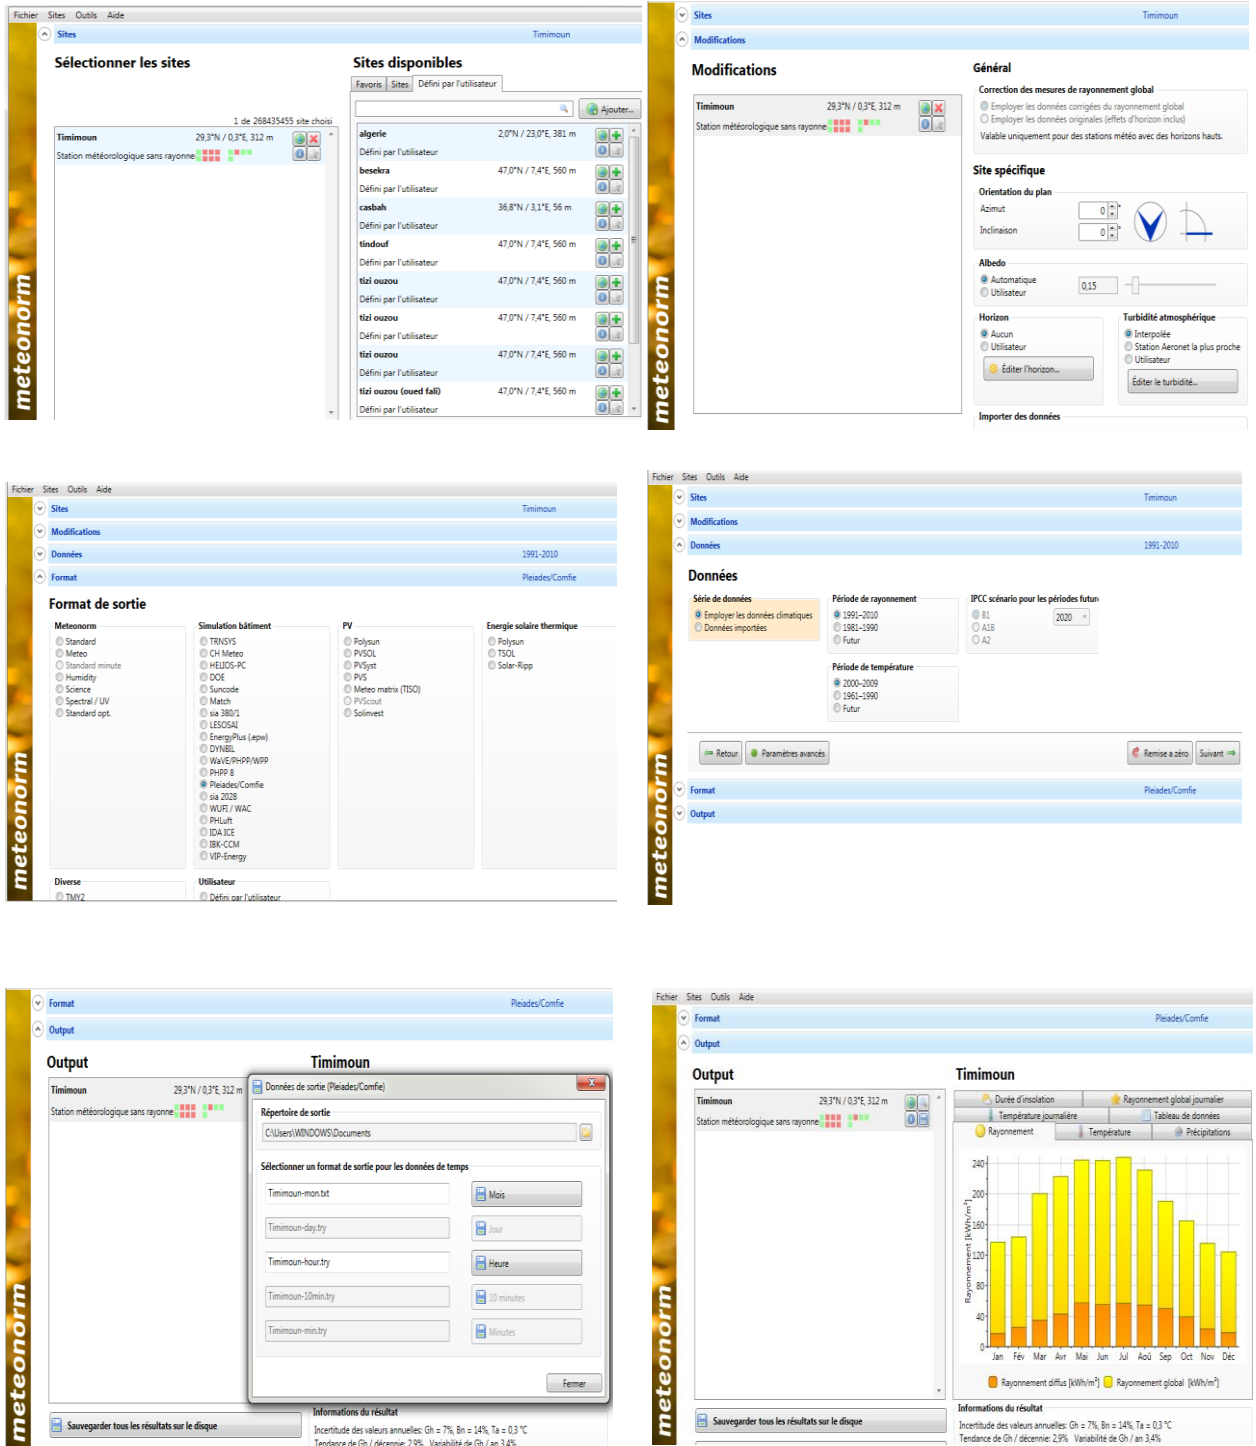 Fichier Sites Outils Aide
Sites Timimoun
Sélectionner les sites
Sites disponibles
Favoris Sites Défini par l'utilisateur
Ajouter...
1 de 268435455 site choisi
Timimoun 29,3°N / 0,3°E, 312 m
Station météorologique sans rayonne
algerie 2,0°N / 23,0°E, 381 m
Défini par l'utilisateur
besekra 47,0°N / 7,4°E, 560 m
Défini par l'utilisateur
casbah 36,8°N / 3,1°E, 56 m
Défini par l'utilisateur
tindouf 47,0°N / 7,4°E, 560 m
Défini par l'utilisateur
tizi ouzou 47,0°N / 7,4°E, 560 m
Défini par l'utilisateur
tizi ouzou 47,0°N / 7,4°E, 560 m
Défini par l'utilisateur
tizi ouzou 47,0°N / 7,4°E, 560 m
Défini par l'utilisateur
tizi ouzou (oued fali) 47,0°N / 7,4°E, 560 m
Défini par l'utilisateur
meteonorm
Sites Timimoun
Modifications
Modifications
Timimoun 29,3°N / 0,3°E, 312 m
Station météorologique sans rayonne
Général
Correction des mesures de rayonnement global
Employer les données corrigées du rayonnement global
Employer les données originales (effets d'horizon inclus)
Valable uniquement pour des stations météo avec des horizons hauts.
Site spécifique
Orientation du plan
Azimut 0 °
Inclinaison 0 °
Albedo
Automatique
Utilisateur
0,15
Horizon
Aucun
Utilisateur
Éditer l'horizon...
Turbidité atmosphérique
Interpolée
Station Aeronet la plus proche
Utilisateur
Éditer le turbidité...
Importer des données
meteonorm
Fichier Sites Outils Aide
Sites Timimoun
Modifications
Données 1991-2010
Format Pleiades/Comfie
Format de sortie
Meteonorm
Standard
Meteo
Standard minute
Humidity
Science
Spectral / UV
Standard opt.
Simulation bâtiment
TRNSYS
CH Meteo
HELIOS-PC
DOE
Suncode
Match
sia 380/1
LESOSAI
EnergyPlus (.epw)
DYNBIL
WaVE/PHPP/WPP
PHPP 8
Pleiades/Comfie
sia 2028
WUFI / WAC
PHLuft
IDA ICE
IBK-CCM
VIP-Energy
PV
Polysun
PVSOL
PVSyst
PVS
Meteo matrix (TISO)
PVScout
Solinvest
Energie solaire thermique
Polysun
TSOL
Solar-Ripp
Diverse
TMY2
Utilisateur
Défini par l'utilisateur
meteonorm
Fichier Sites Outils Aide
Sites Timimoun
Modifications
Données 1991-2010
Données
Série de données
Employer les données climatiques
Données importées
Période de rayonnement
1991–2010
1981–1990
Futur
IPCC scénario pour les périodes future
B1
A1B
A2
2020
Période de température
2000–2009
1961–1990
Futur
Retour Paramètres avancés Remise a zéro Suivant
Format Pleiades/Comfie
Output
meteonorm
Format Pleiades/Comfie
Output
Output
Timimoun
Timimoun 29,3°N / 0,3°E, 312 m
Station météorologique sans rayonne
Données de sortie (Pleiades/Comfie)
Répertoire de sortie
C:\Users\WINDOWS\Documents
Sélectionner un format de sortie pour les données de temps
Timimoun-mon.txt Mois
Timimoun-day.try Jour
Timimoun-hour.try Heure
Timimoun-10min.try 10 minutes
Timimoun-min.try Minutes
Fermer
Sauvegarder tous les résultats sur le disque
Informations du résultat
Incertitude des valeurs annuelles: Gh = 7%, Bn = 14%, Ta = 0,3 °C
Tendance de Gh / décennie: 2,9% Variabilité de Gh / an 3,4%
meteonorm
Fichier Sites Outils Aide
Format Pleiades/Comfie
Output
Output
Timimoun
Timimoun 29,3°N / 0,3°E, 312 m
Station météorologique sans rayonne
Durée d'insolation Rayonnement global journalier
Température journalière Tableau de données
Rayonnement Température Précipitations
Rayonnement [kWh/m²]
240
200
160
120
80
40
0
Jan Fév Mar Avr Mai Jun Jul Aoû Sep Oct Nov Déc
Rayonnement diffus [kWh/m²] Rayonnement global [kWh/m²]
Sauvegarder tous les résultats sur le disque
Informations du résultat
Incertitude des valeurs annuelles: Gh = 7%, Bn = 14%, Ta = 0,3 °C
Tendance de Gh / décennie: 2,9% Variabilité de Gh / an 3,4%
meteonorm